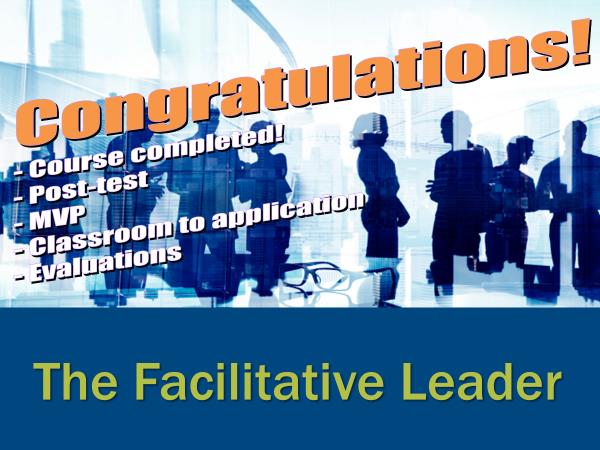 Congratulations!
- Course completed!
- Post-test
- MVP
- Classroom to application
- Evaluations
The Facilitative Leader